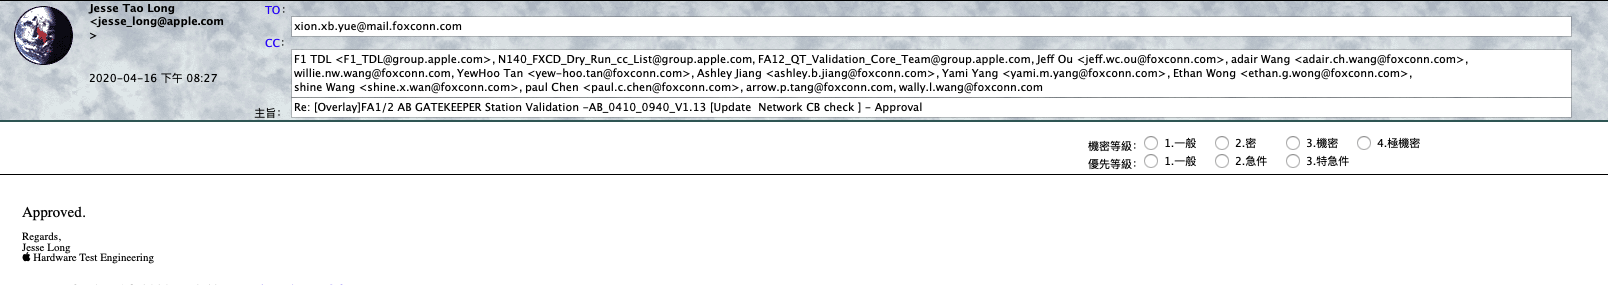 Jesse Tao Long
<jesse_long@apple.com
>
2020-04-16 下午 08:27
TO:
xion.xb.yue@mail.foxconn.com
CC:
F1 TDL <F1_TDL@group.apple.com>, N140_FXCD_Dry_Run_cc_List@group.apple.com, FA12_QT_Validation_Core_Team@group.apple.com, Jeff Ou <jeff.wc.ou@foxconn.com>, adair Wang <adair.ch.wang@foxconn.com>,
willie.nw.wang@foxconn.com, YewHoo Tan <yew-hoo.tan@foxconn.com>, Ashley Jiang <ashley.b.jiang@foxconn.com>, Yami Yang <yami.m.yang@foxconn.com>, Ethan Wong <ethan.g.wong@foxconn.com>,
shine Wang <shine.x.wan@foxconn.com>, paul Chen <paul.c.chen@foxconn.com>, arrow.p.tang@foxconn.com, wally.l.wang@foxconn.com
主旨:
Re: [Overlay]FA1/2 AB GATEKEEPER Station Validation -AB_0410_0940_V1.13 [Update  Network CB check ] - Approval
機密等級: 1.一般 2.密 3.機密 4.極機密
優先等級: 1.一般 2.急件 3.特急件
Approved.
Regards,
Jesse Long
Hardware Test Engineering